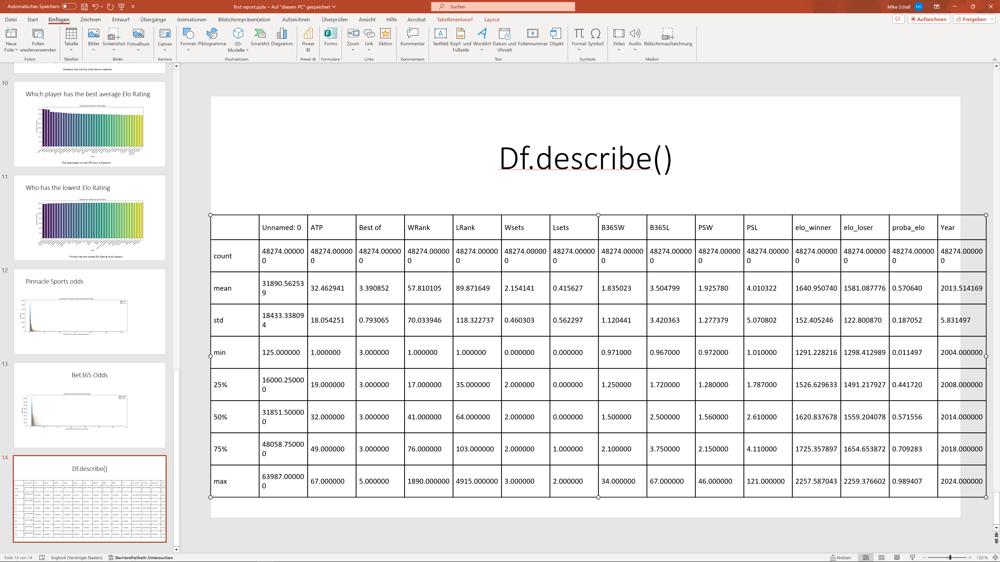 Automatisches Speichern
first report.pptx • Auf "diesem PC" gespeichert
Suchen
Mike Schall MS
Datei Start Einfügen Zeichnen Entwurf Übergänge Animationen Bildschirmpräsentation Aufzeichnen Überprüfen Ansicht Hilfe Acrobat Tabellenentwurf Layout
Aufzeichnen Freigeben
Neue Folie
Folien wiederverwenden
Tabelle
Bilder
Screenshot
Fotoalbum
Cameo
Formen
Piktogramme
3D-Modelle
SmartArt
Diagramm
Power BI
Forms
Zoom
Link
Aktion
Kommentar
Textfeld
Kopf- und Fußzeile
WordArt
Datum und Uhrzeit
Foliennummer
Objekt
Formel
Symbol
Video
Audio
Bildschirmaufzeichnung
Folien Tabellen Bilder Kamera Illustrationen Power BI Formulare Links Kommentare Text Symbole Medien
Verdasco has lost the most tennis matches
10
Which player has the best average Elo Rating
Average Elo Rating for Each Player
Player
The best player on the ATP tour is Djokovic
11
Who has the lowest Elo Rating
Average Elo Rating for Each Player
Player
Prinosil has the lowest Elo Rating of all players
12
Pinnacle Sports odds
Distribution of Pinnacle Sports Winner/Loser Odds
13
Bet365 Odds
Distribution of B365 Winner/Loser Odds
14
Df.describe()
Df.describe()
Unnamed: 0 ATP Best of WRank LRank Wsets Lsets B365W B365L PSW PSL elo_winner elo_loser proba_elo Year
count 48274.000000 48274.000000 48274.000000 48274.000000 48274.000000 48274.000000 48274.000000 48274.000000 48274.000000 48274.000000 48274.000000 48274.000000 48274.000000 48274.000000 48274.000000
mean 31890.562539 32.462941 3.390852 57.810105 89.871649 2.154141 0.415627 1.835023 3.504799 1.925780 4.010322 1640.950740 1581.087776 0.570640 2013.514169
std 18433.338094 18.054251 0.793065 70.033946 118.322737 0.460303 0.562297 1.120441 3.420363 1.277379 5.070802 152.405246 122.800870 0.187052 5.831497
min 125.000000 1.000000 3.000000 1.000000 1.000000 0.000000 0.000000 0.971000 0.967000 0.972000 1.010000 1291.228216 1298.412989 0.011497 2004.000000
25% 16000.250000 19.000000 3.000000 17.000000 35.000000 2.000000 0.000000 1.250000 1.720000 1.280000 1.787000 1526.629633 1491.217927 0.441720 2008.000000
50% 31851.500000 32.000000 3.000000 41.000000 64.000000 2.000000 0.000000 1.500000 2.500000 1.560000 2.610000 1620.837678 1559.204078 0.571556 2014.000000
75% 48058.750000 49.000000 3.000000 76.000000 103.000000 2.000000 1.000000 2.100000 3.750000 2.150000 4.110000 1725.357897 1654.653872 0.709283 2018.000000
max 63987.000000 67.000000 5.000000 1890.000000 4915.000000 3.000000 2.000000 34.000000 67.000000 46.000000 121.000000 2257.587043 2259.376602 0.989407 2024.000000
Folie 14 von 14 Englisch (Vereinigte Staaten) Barrierefreiheit: Untersuchen
Notizen 150 %